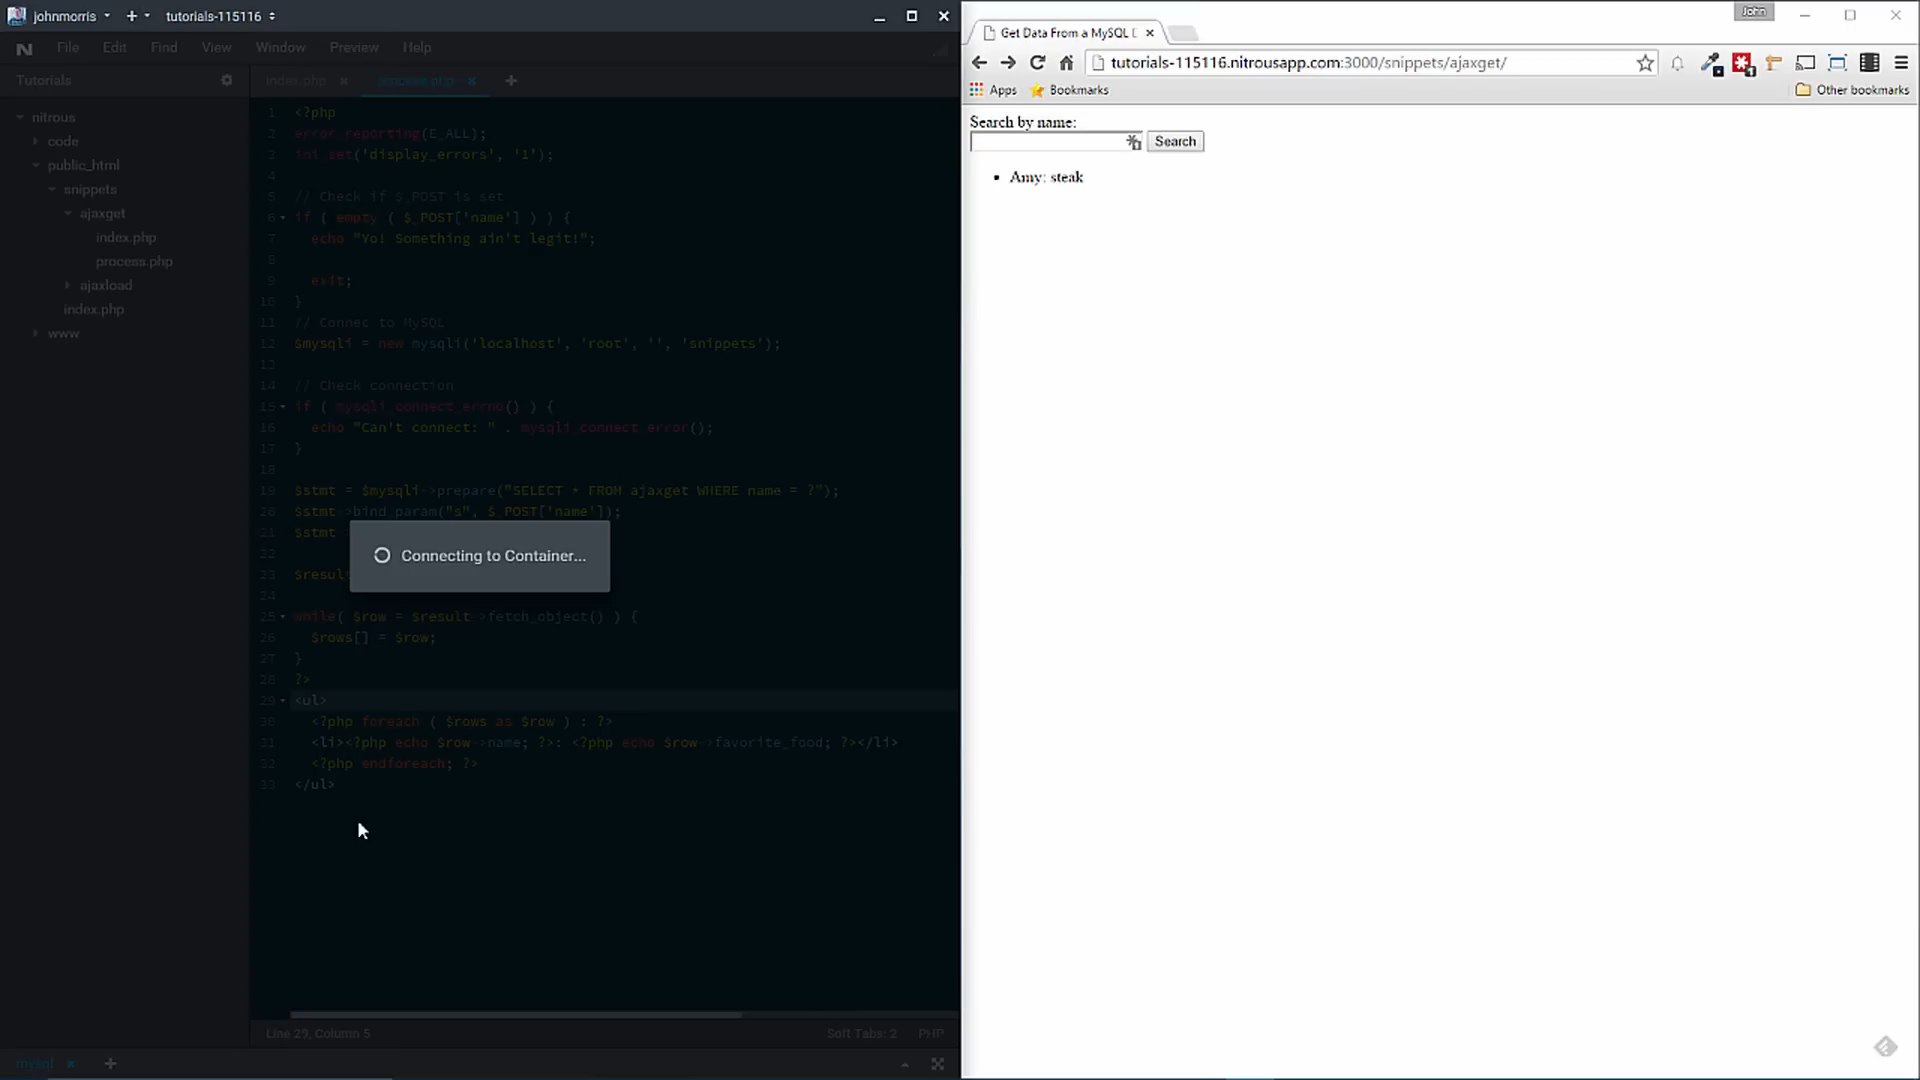 johnmorris
tutorials-115116
File Edit Find View Window Preview Help
Tutorials
nitrous
code
public_html
snippets
ajaxget
index.php
process.php
ajaxload
index.php
www
index.php
process.php
1 <?php
2 error_reporting(E_ALL);
3 ini_set('display_errors', '1');
4
5 // Check if $_POST is set
6 if ( empty ( $_POST['name'] ) ) {
7 echo "Yo! Something ain't legit!";
8
9 exit;
10 }
11 // Connec to MySQL
12 $mysqli = new mysqli('localhost', 'root', '', 'snippets');
13
14 // Check connection
15 if ( mysqli_connect_errno() ) {
16 echo "Can't connect: " . mysqli_connect_error();
17 }
18
19 $stmt = $mysqli->prepare("SELECT * FROM ajaxget WHERE name = ?");
20 $stmt->bind_param("s", $_POST['name']);
21 $stmt
22
23 $result
24
25 while( $row = $result->fetch_object() ) {
26 $rows[] = $row;
27 }
28 ?>
29 <ul>
30 <?php foreach ( $rows as $row ) : ?>
31 <li><?php echo $row->name; ?>: <?php echo $row->favorite_food; ?></li>
32 <?php endforeach; ?>
33 </ul>
Connecting to Container...
Line 29, Column 5
Soft Tabs: 2
PHP
mysql
John
Get Data From a MySQL
tutorials-115116.nitrousapp.com:3000/snippets/ajaxget/
Apps
Bookmarks
Other bookmarks
Search by name:
Search
• Amy: steak